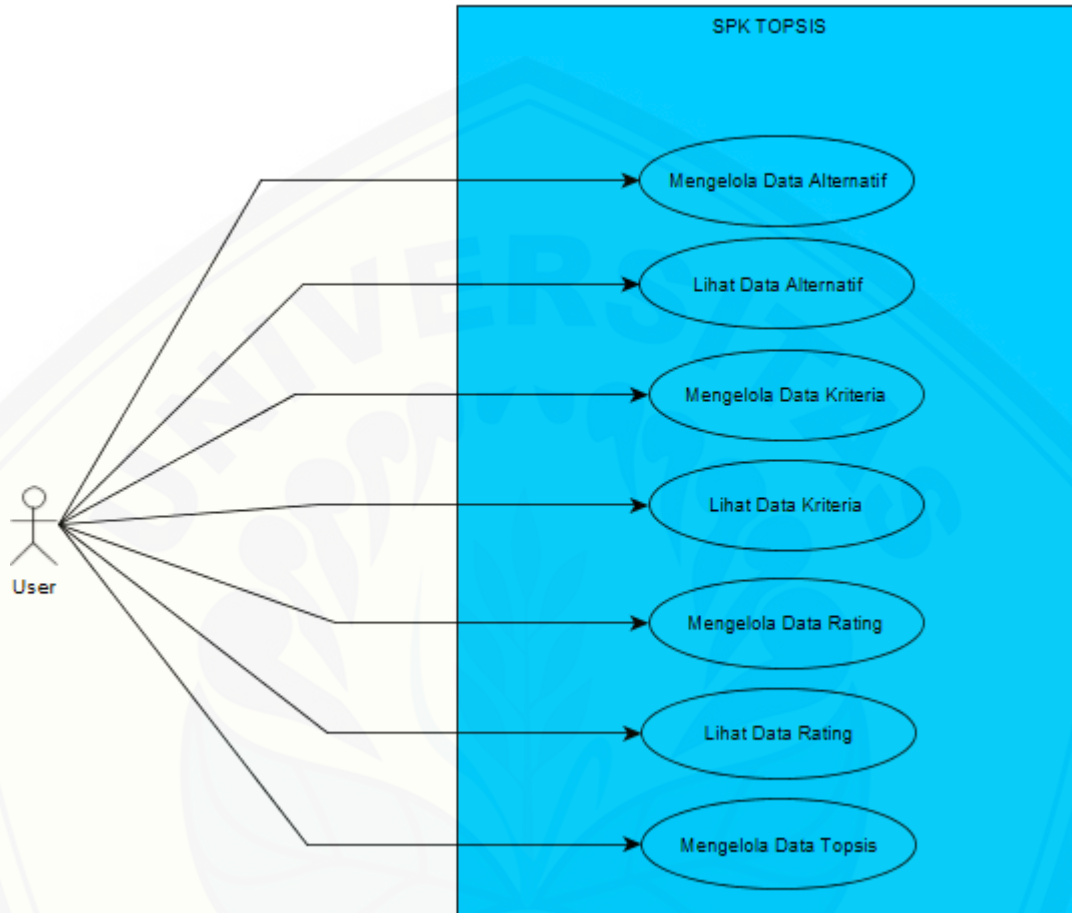 SPK TOPSIS
Mengelola Data Alternatif
Lihat Data Alternatif
Mengelola Data Kriteria
Lihat Data Kriteria
User
Mengelola Data Rating
Lihat Data Rating
Mengelola Data Topsis
UNIVERSITAS